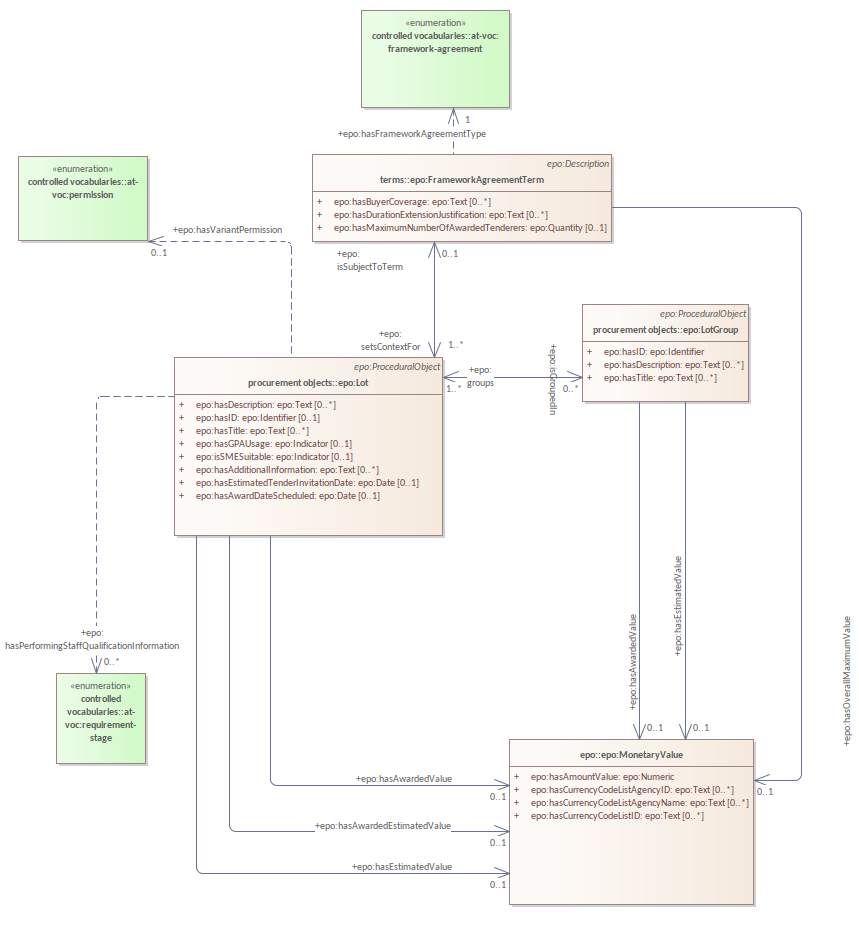 «enumeration»
controlled vocabularies::at-voc:
framework-agreement
1
+epo:hasFrameworkAgreementType
«enumeration»
controlled vocabularies::at-
voc:permission
+epo:hasVariantPermission
0..1
epo:Description
terms::epo:FrameworkAgreementTerm
+ epo:hasBuyerCoverage: epo:Text [0..*]
+ epo:hasDurationExtensionJustification: epo:Text [0..*]
+ epo:hasMaximumNumberOfAwardedTenderers: epo:Quantity [0..1]
+epo:
isSubjectToTerm
0..1
+epo:
setsContextFor
1..*
epo:ProceduralObject
procurement objects::epo:LotGroup
+ epo:hasID: epo:Identifier
+ epo:hasDescription: epo:Text [0..*]
+ epo:hasTitle: epo:Text [0..*]
+epo:
groups
1..*
+epo:isGroupedIn
0..*
epo:ProceduralObject
procurement objects::epo:Lot
+ epo:hasDescription: epo:Text [0..*]
+ epo:hasID: epo:Identifier [0..1]
+ epo:hasTitle: epo:Text [0..*]
+ epo:hasGPAUsage: epo:Indicator [0..1]
+ epo:isSMESuitable: epo:Indicator [0..1]
+ epo:hasAdditionalInformation: epo:Text [0..*]
+ epo:hasEstimatedTenderInvitationDate: epo:Date [0..1]
+ epo:hasAwardDateScheduled: epo:Date [0..1]
+epo:
hasPerformingStaffQualificationInformation
0..*
«enumeration»
controlled
vocabularies::at-
voc:requirement-
stage
+epo:hasAwardedValue
0..1
+epo:hasEstimatedValue
0..1
+epo:hasOverallMaximumValue
0..1
epo::epo:MonetaryValue
+ epo:hasAmountValue: epo:Numeric
+ epo:hasCurrencyCodeListAgencyID: epo:Text [0..*]
+ epo:hasCurrencyCodeListAgencyName: epo:Text [0..*]
+ epo:hasCurrencyCodeListID: epo:Text [0..*]
+epo:hasAwardedValue
0..1
+epo:hasAwardedEstimatedValue
0..1
+epo:hasEstimatedValue
0..1